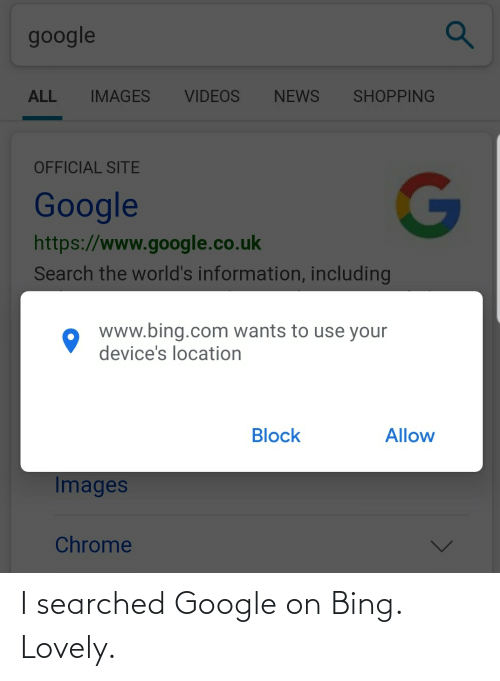 google
ALL IMAGES VIDEOS NEWS SHOPPING
OFFICIAL SITE
Google
https://www.google.co.uk
Search the world's information, including
www.bing.com wants to use your
device's location
Block Allow
Images
Chrome
I searched Google on Bing.
Lovely.